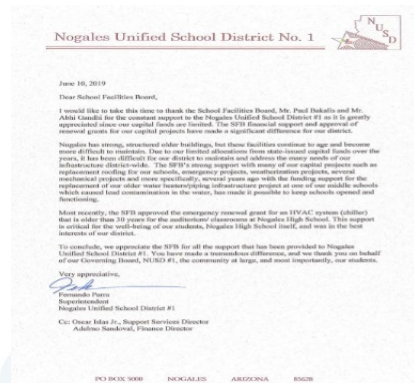 Nogales Unified School District No. 1
NUSD
June 10, 2019
Dear School Facilities Board,
I would like to take this time to thank the School Facilities Board, Mr. Paul Bakalis and Mr.
Abhi Gandhi for the constant support to the Nogales Unified School District #1 as it is greatly
appreciated since our capital funds are limited. The SFB financial support and approval of
renewal grants for our capital projects have made a significant difference for our district.
Nogales has strong, structured older buildings, but these facilities continue to age and become
more difficult to maintain. Due to our limited allocations from state-issued capital funds over the
years, it has been difficult for our district to maintain and address the many needs of our
infrastructure district-wide. The SFB's strong support with many of our capital projects such as
replacement roofing for our schools, emergency projects, weatherization projects, several
mechanical projects and more specifically, several years ago with the funding support for the
replacement of our older water heater/piping infrastructure project at one of our middle schools
which caused lead contamination in the water, has made it possible to keep schools opened and
functioning.
Most recently, the SFB approved the emergency renewal grant for an HVAC system (chiller)
that is older than 30 years for the auditorium/ classrooms at Nogales High School. This support
is critical for the well-being of our students, Nogales High School itself, and was in the best
interests of our district.
To conclude, we appreciate the SFB for all the support that has been provided to Nogales
Unified School District #1. You have made a tremendous difference, and we thank you on behalf
of our Governing Board, NUSD #1, the community at large, and most importantly, our students.
Very appreciative,
Fernando Parra
Superintendent
Nogales Unified School District #1
Cc: Oscar Islas Jr., Support Services Director
Adelmo Sandoval, Finance Director
PO BOX 5000 NOGALES ARIZONA 85628